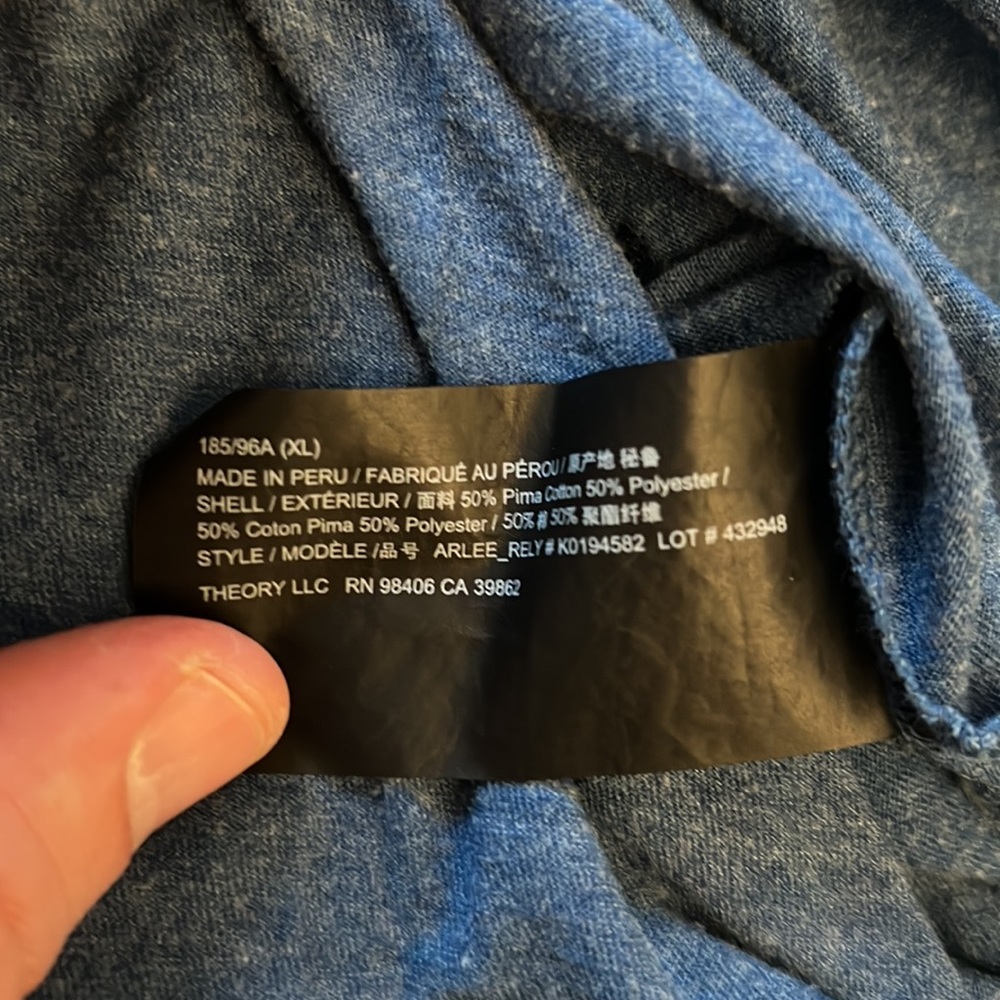 185/96A (XL)
MADE IN PERU / FABRIQUÉ AU PÉROU / 原产地 秘鲁
SHELL / EXTÉRIEUR / 面料 50% Pima Cotton 50% Polyester /
50% Coton Pima 50% Polyester / 50% 50% 聚酯纤维
STYLE / MODÈLE /品号 ARLEE_RELY# K0194582 LOT # 432948
THEORY LLC RN 98406 CA 39862